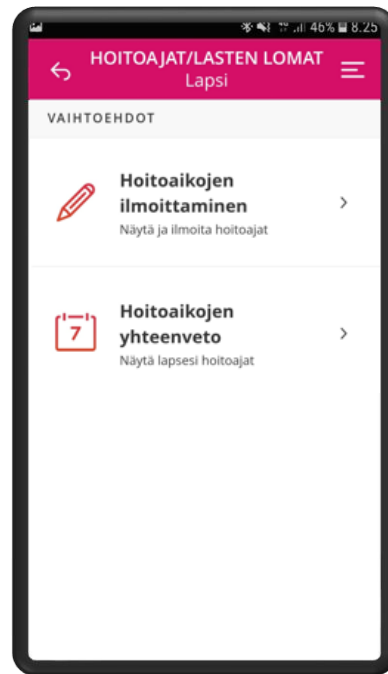 46% 8.25
HOITOAJAT/LASTEN LOMAT
Lapsi
VAIHTOEHDOT
Hoitoaikojen
ilmoittaminen
Näytä ja ilmoita hoitoajat
7
Hoitoaikojen
yhteenveto
Näytä lapsesi hoitoajat